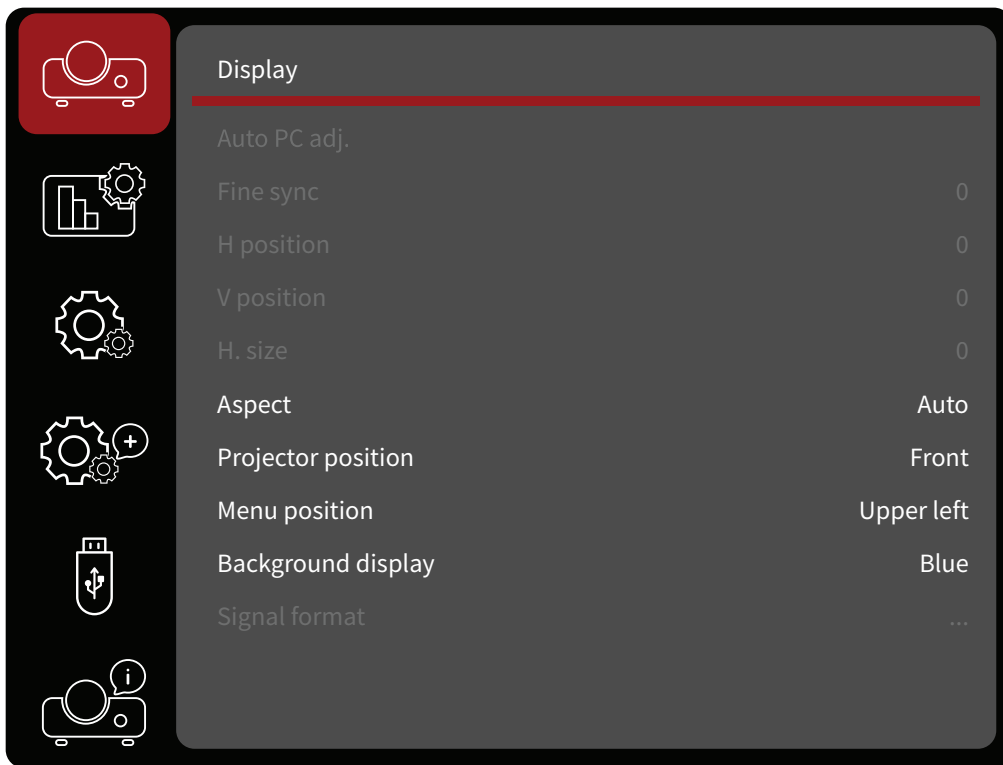 Display
Auto PC adj.
Fine sync 0
H position 0
V position 0
H. size 0
Aspect Auto
Projector position Front
Menu position Upper left
Background display Blue
Signal format ...